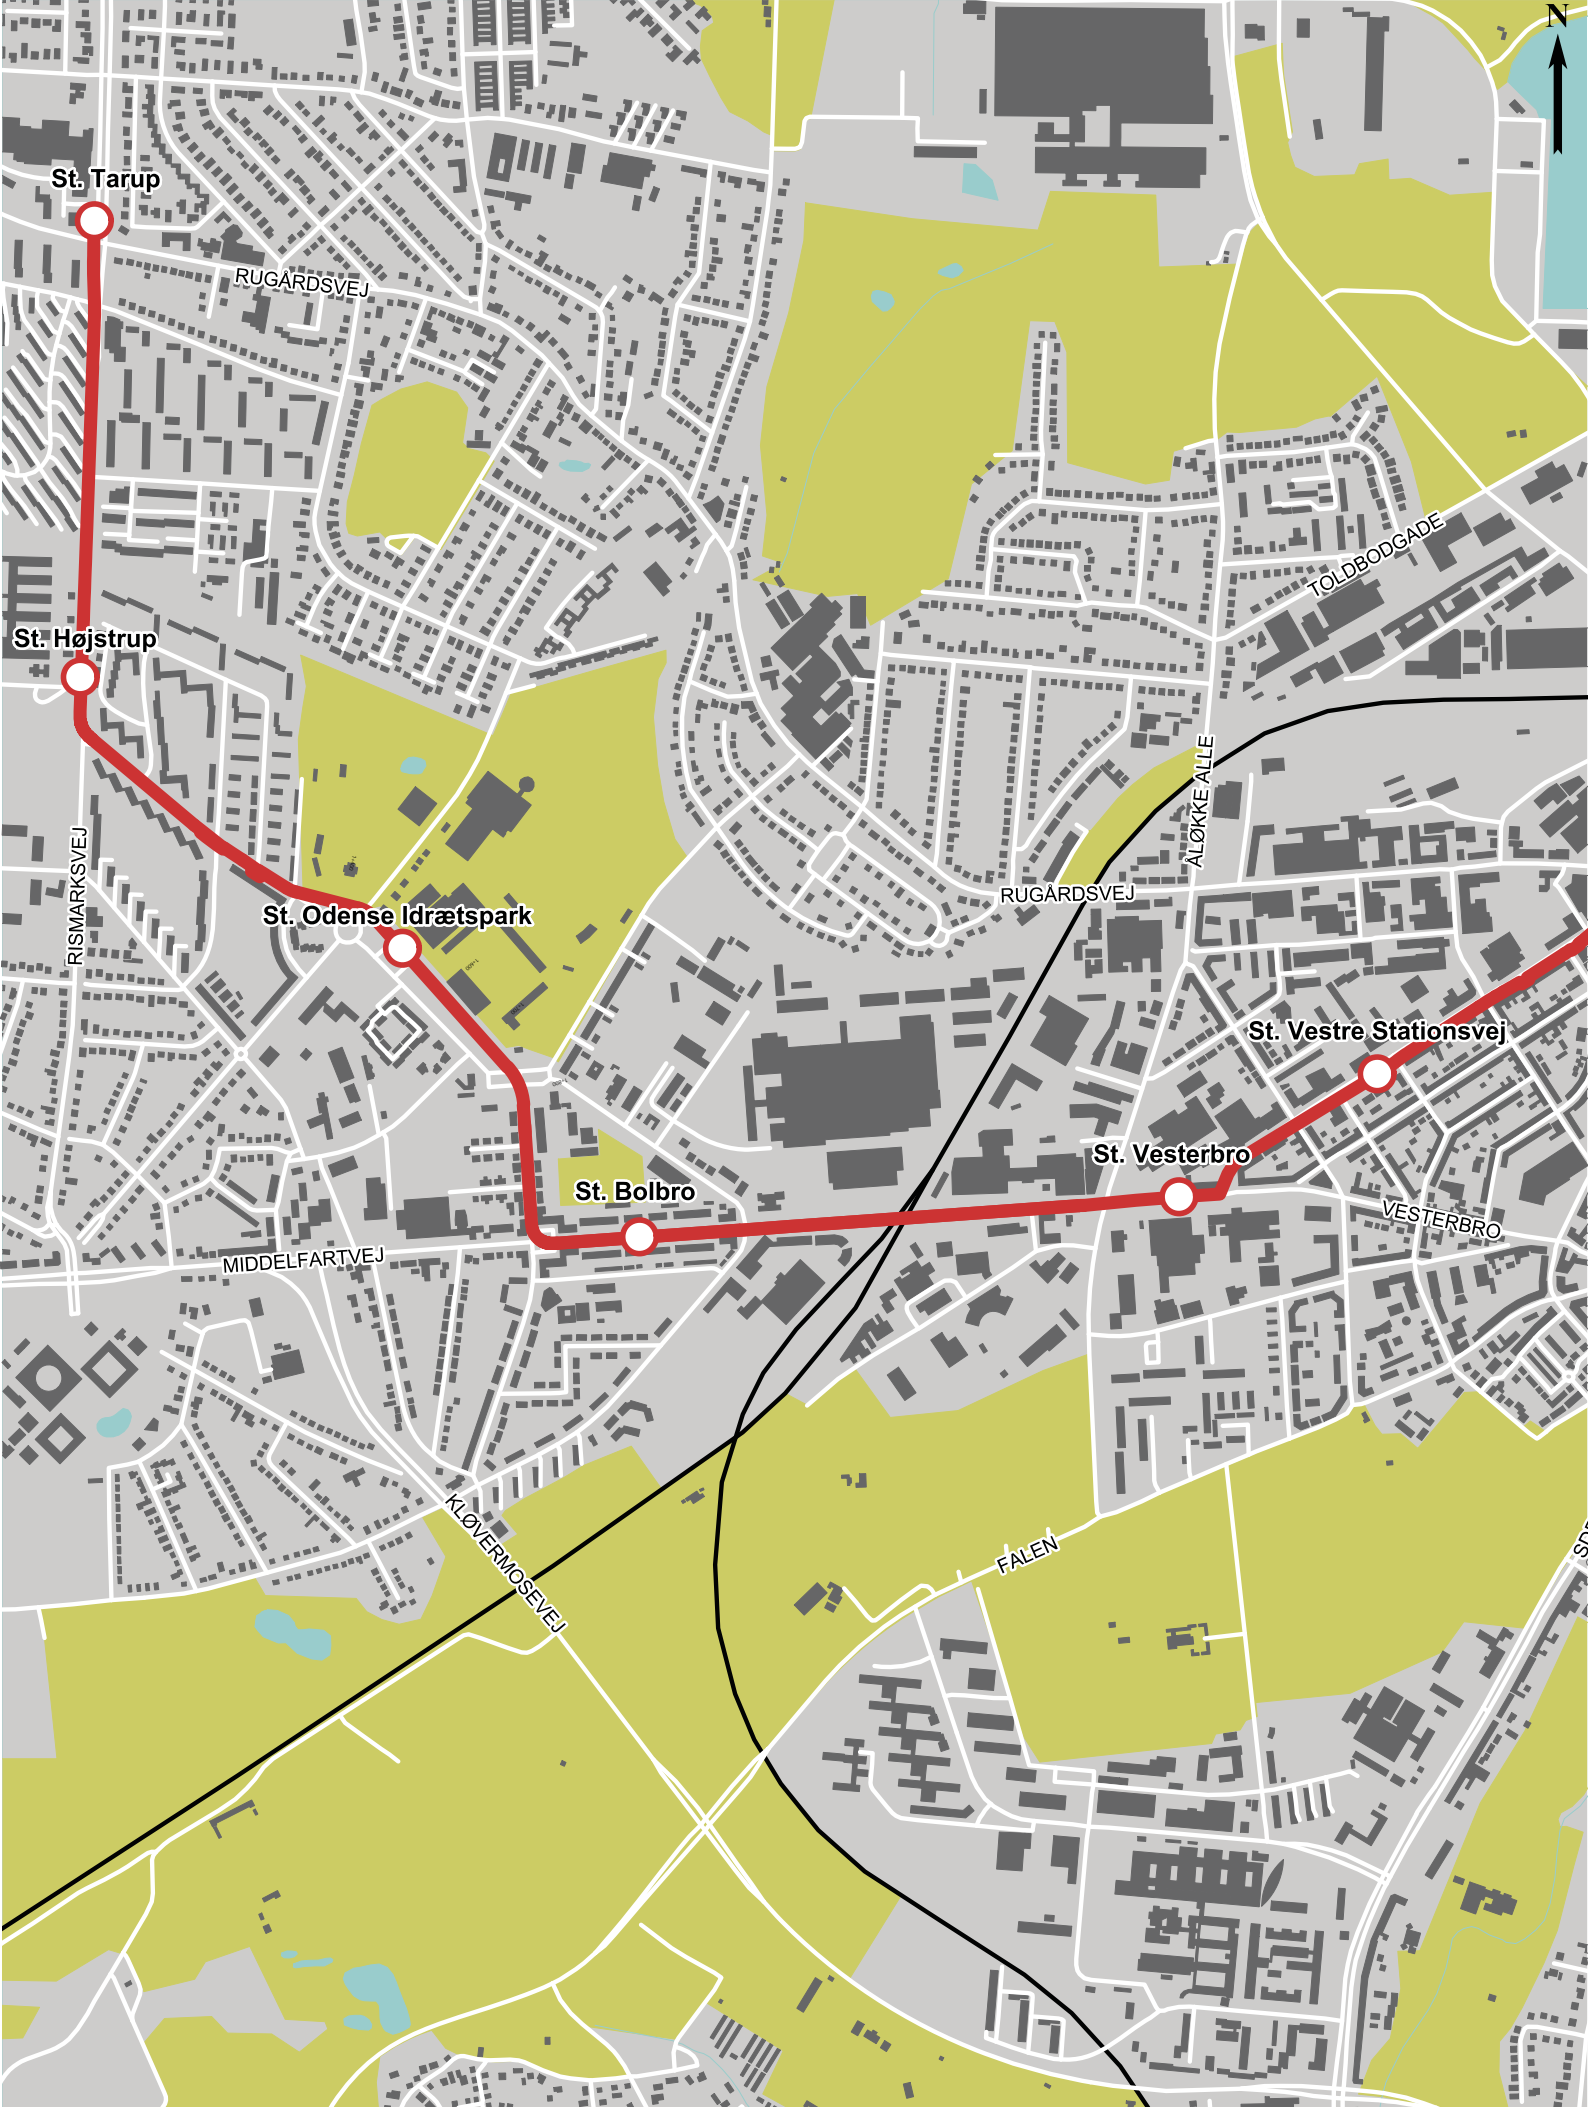 N
St. Tarup
RUGÅRDSVEJ
TOLDBODGADE
St. Højstrup
ÅLØKKE ALLE
RISMARKSVEJ
RUGÅRDSVEJ
St. Odense Idrætspark
St. Vestre Stationsvej
St. Vesterbro
St. Bolbro
VESTERBRO
MIDDELFARTVEJ
KLØVERMOSEVEJ
FALEN